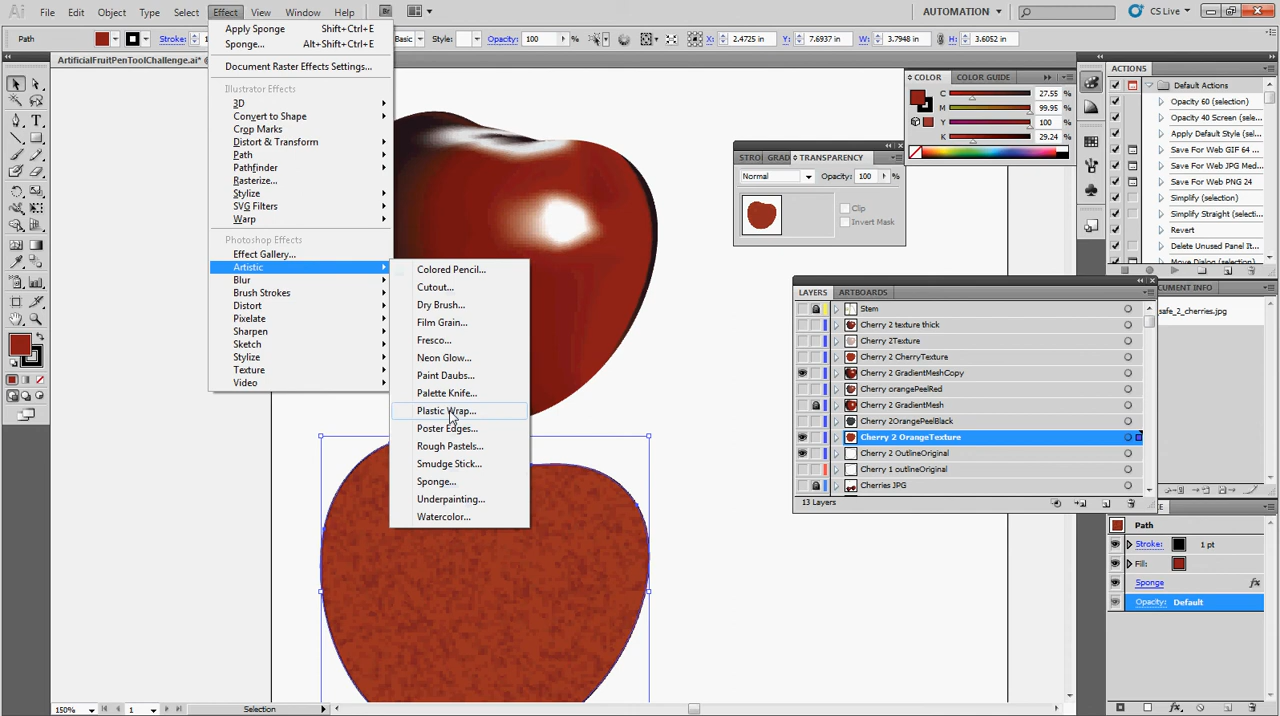 Ai File Edit Object Type Select Effect View Window Help Br AUTOMATION CS Live
Path Stroke: 1 Basic Style: Opacity: 100 % X: 2.4725 in Y: 7.6937 in W: 3.7948 in H: 3.6052 in
ArtificialFruitPenToolChallenge.ai* @
Apply Sponge Shift+Ctrl+E
Sponge... Alt+Shift+Ctrl+E
Document Raster Effects Settings...
Illustrator Effects
3D
Convert to Shape
Crop Marks
Distort & Transform
Path
Pathfinder
Rasterize...
Stylize
SVG Filters
Warp
Photoshop Effects
Effect Gallery...
Artistic
Blur
Brush Strokes
Distort
Pixelate
Sharpen
Sketch
Stylize
Texture
Video
Colored Pencil...
Cutout...
Dry Brush...
Film Grain...
Fresco...
Neon Glow...
Paint Daubs...
Palette Knife...
Plastic Wrap...
Poster Edges...
Rough Pastels...
Smudge Stick...
Sponge...
Underpainting...
Watercolor...
COLOR COLOR GUIDE
C 27.55
M 99.95
Y 100
K 29.24
%
STRO GRAD TRANSPARENCY
Normal Opacity: 100 %
Clip
Invert Mask
LAYERS ARTBOARDS
Stem
Cherry 2 texture thick
Cherry 2Texture
Cherry 2 CherryTexture
Cherry 2 GradientMeshCopy
Cherry orangePeelRed
Cherry 2 GradientMesh
Cherry 2OrangePeelBlack
Cherry 2 OrangeTexture
Cherry 2 OutlineOriginal
Cherry 1 outlineOriginal
Cherries JPG
13 Layers
ACTIONS
Default Actions
Opacity 60 (selection)
Opacity 40 Screen (selec...
Apply Default Style (sel...
Save For Web GIF 64 ...
Save For Web JPG Med...
Save For Web PNG 24
Simplify (selection)
Simplify Straight (selecti...
Revert
Delete Unused Panel It...
DOCUMENT INFO
safe_2_cherries.jpg
Path
Stroke: 1 pt
Fill:
Sponge fx
Opacity: Default
150% 1 Selection